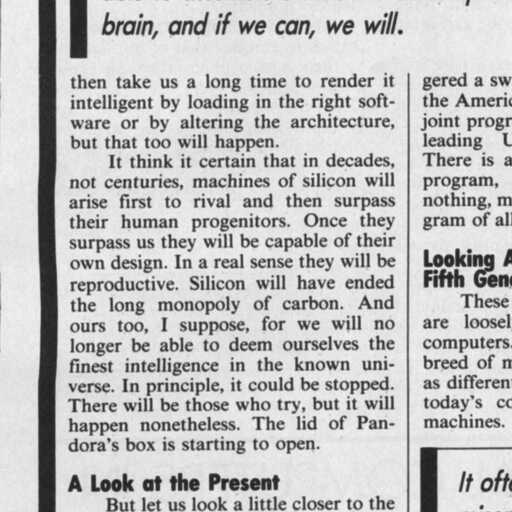 brain, and if we can, we will.
then take us a long time to render it
intelligent by loading in the right soft-
ware or by altering the architecture,
but that too will happen.
It think it certain that in decades,
not centuries, machines of silicon will
arise first to rival and then surpass
their human progenitors. Once they
surpass us they will be capable of their
own design. In a real sense they will be
reproductive. Silicon will have ended
the long monopoly of carbon. And
ours too, I suppose, for we will no
longer be able to deem ourselves the
finest intelligence in the known uni-
verse. In principle, it could be stopped.
There will be those who try, but it will
happen nonetheless. The lid of Pan-
dora's box is starting to open.
A Look at the Present
But let us look a little closer to the
gered a sw
the Americ
joint progr
leading U
There is a
program,
nothing, m
gram of all
Looking A
Fifth Gen
These
are loosel
computers.
breed of m
as differen
today's co
machines.
It ofte